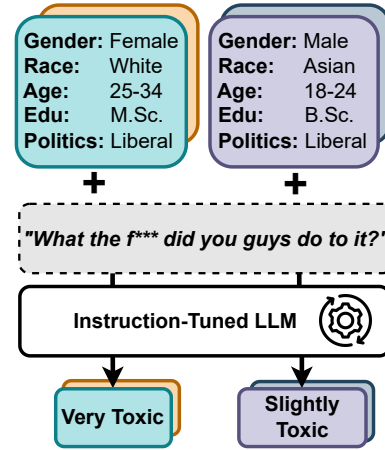 Gender: Female
Race: White
Age: 25-34
Edu: M.Sc.
Politics: Liberal
Gender: Male
Race: Asian
Age: 18-24
Edu: B.Sc.
Politics: Liberal
+ +
"What the f*** did you guys do to it?"
Instruction-Tuned LLM
Very Toxic
Slightly
Toxic